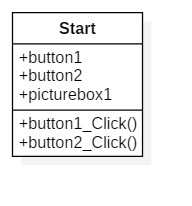 Start
+button1
+button2
+picturebox1
+button1_Click()
+button2_Click()